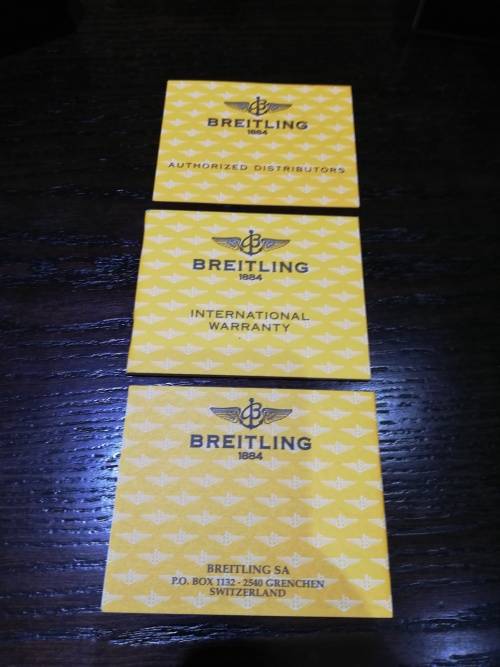 BREITLING
1884
AUTHORIZED DISTRIBUTORS
BREITLING
1884
INTERNATIONAL
WARRANTY
BREITLING
1884
BREITLING SA
P.O. BOX 1132 - 2540 GRENCHEN
SWITZERLAND